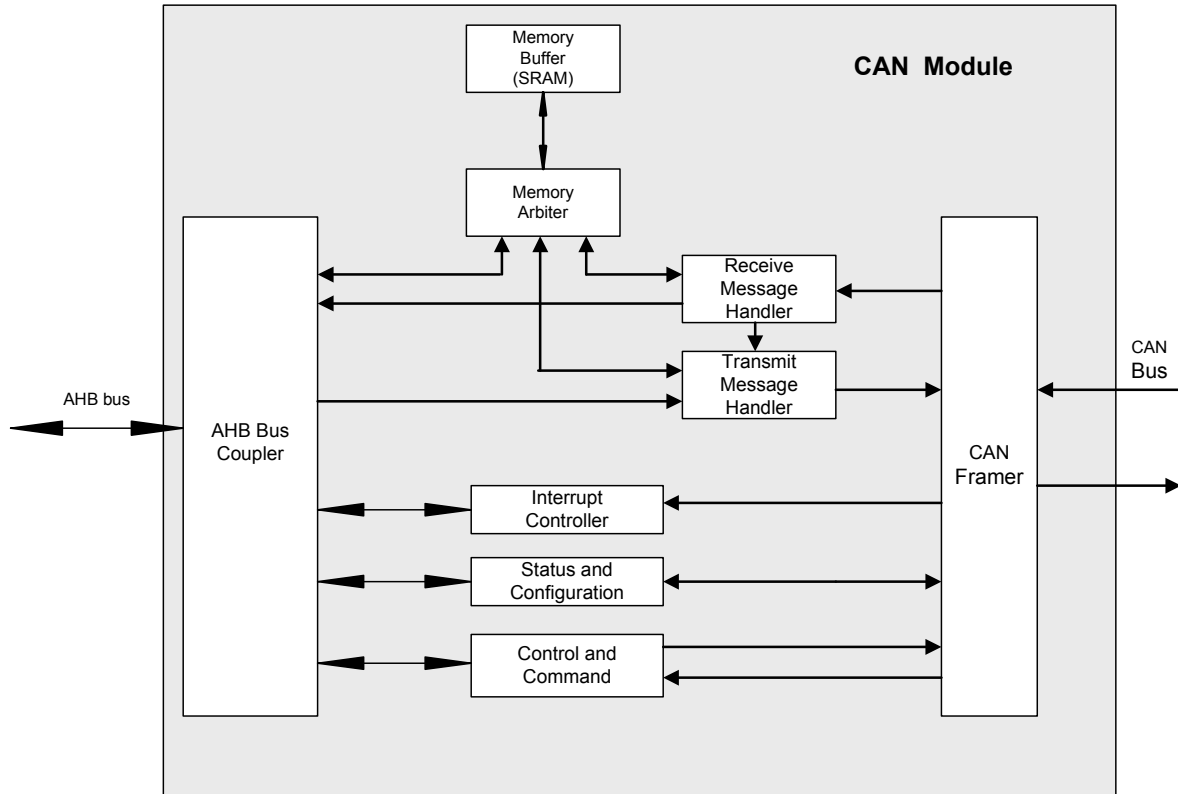 Memory
Buffer
(SRAM)
CAN Module
Memory
Arbiter
Receive
Message
Handler
Transmit
Message
Handler
CAN
Bus
AHB bus
AHB Bus
Coupler
CAN
Framer
Interrupt
Controller
Status and
Configuration
Control and
Command